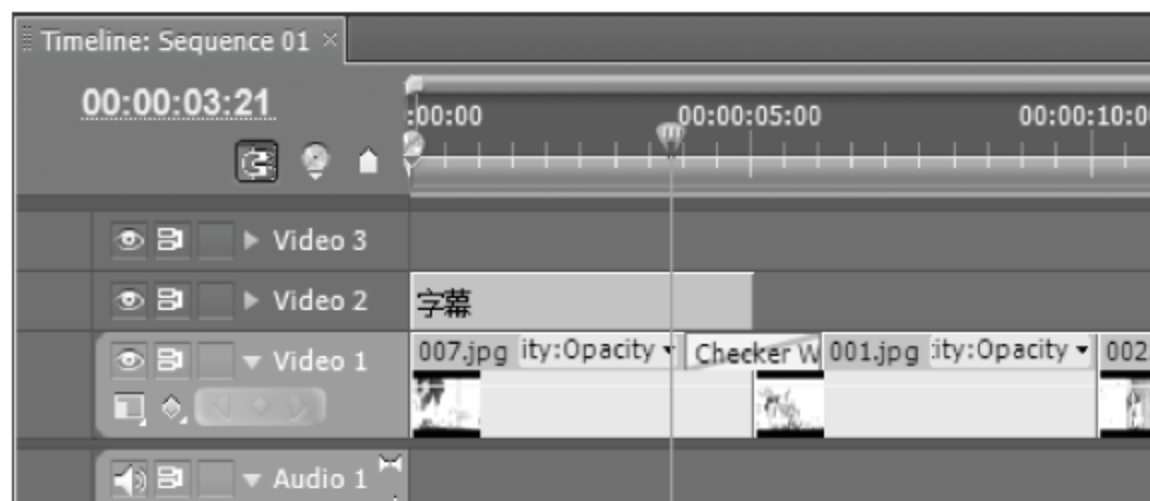 Timeline: Sequence 01 ×
00:00:03:21
:00:00 00:00:05:00 00:00:10:0
Video 3
Video 2 字幕
Video 1 007.jpg ity:Opacity Checker W 001.jpg :ity:Opacity 002
Audio 1